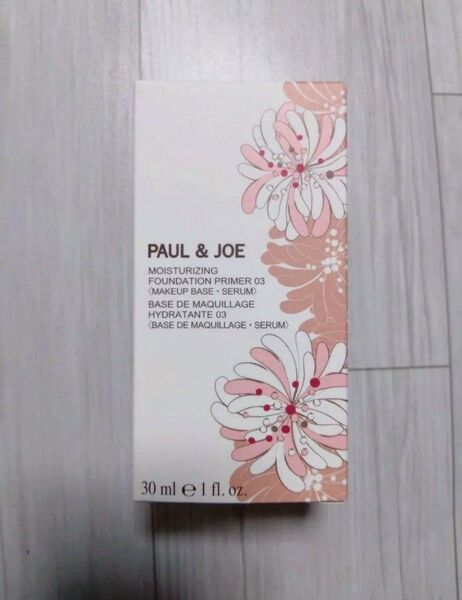 PAUL & JOE
MOISTURIZING
FOUNDATION PRIMER 03
〈MAKEUP BASE・SERUM〉
BASE DE MAQUILLAGE
HYDRATANTE 03
〈BASE DE MAQUILLAGE・SERUM〉
30 ml ℮ 1 fl. oz.